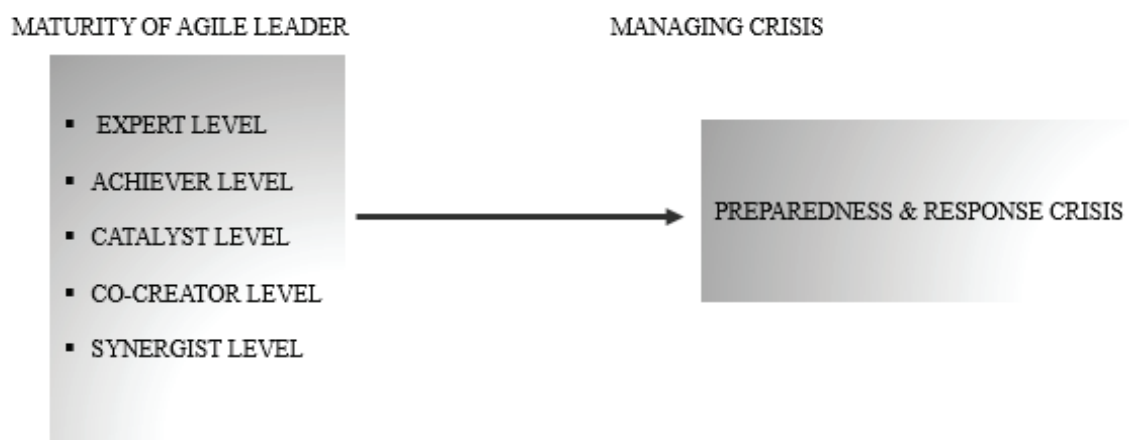 MATURITY OF AGILE LEADER
MANAGING CRISIS
▪ EXPERT LEVEL
▪ ACHIEVER LEVEL
▪ CATALYST LEVEL
▪ CO-CREATOR LEVEL
▪ SYNERGIST LEVEL
PREPAREDNESS & RESPONSE CRISIS